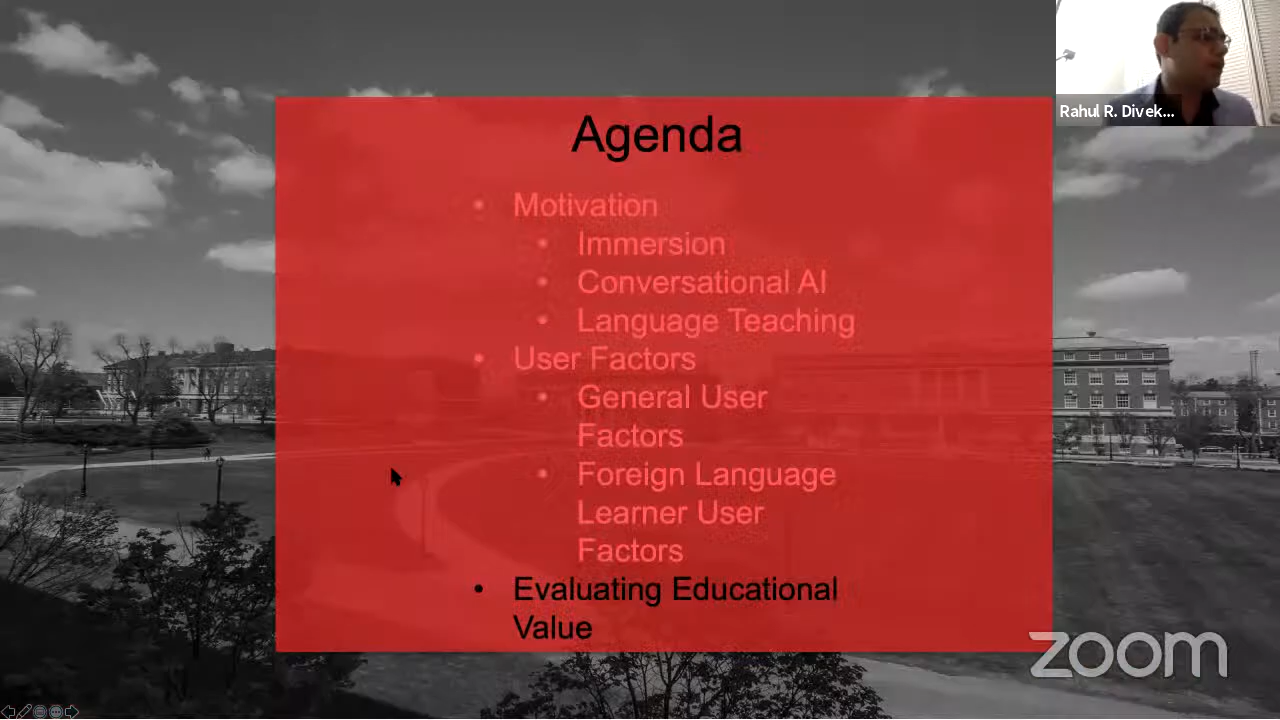 Agenda
• Motivation
• Immersion
• Conversational AI
• Language Teaching
• User Factors
• General User
Factors
• Foreign Language
Learner User
Factors
• Evaluating Educational
Value
Rahul R. Divek...
zoom